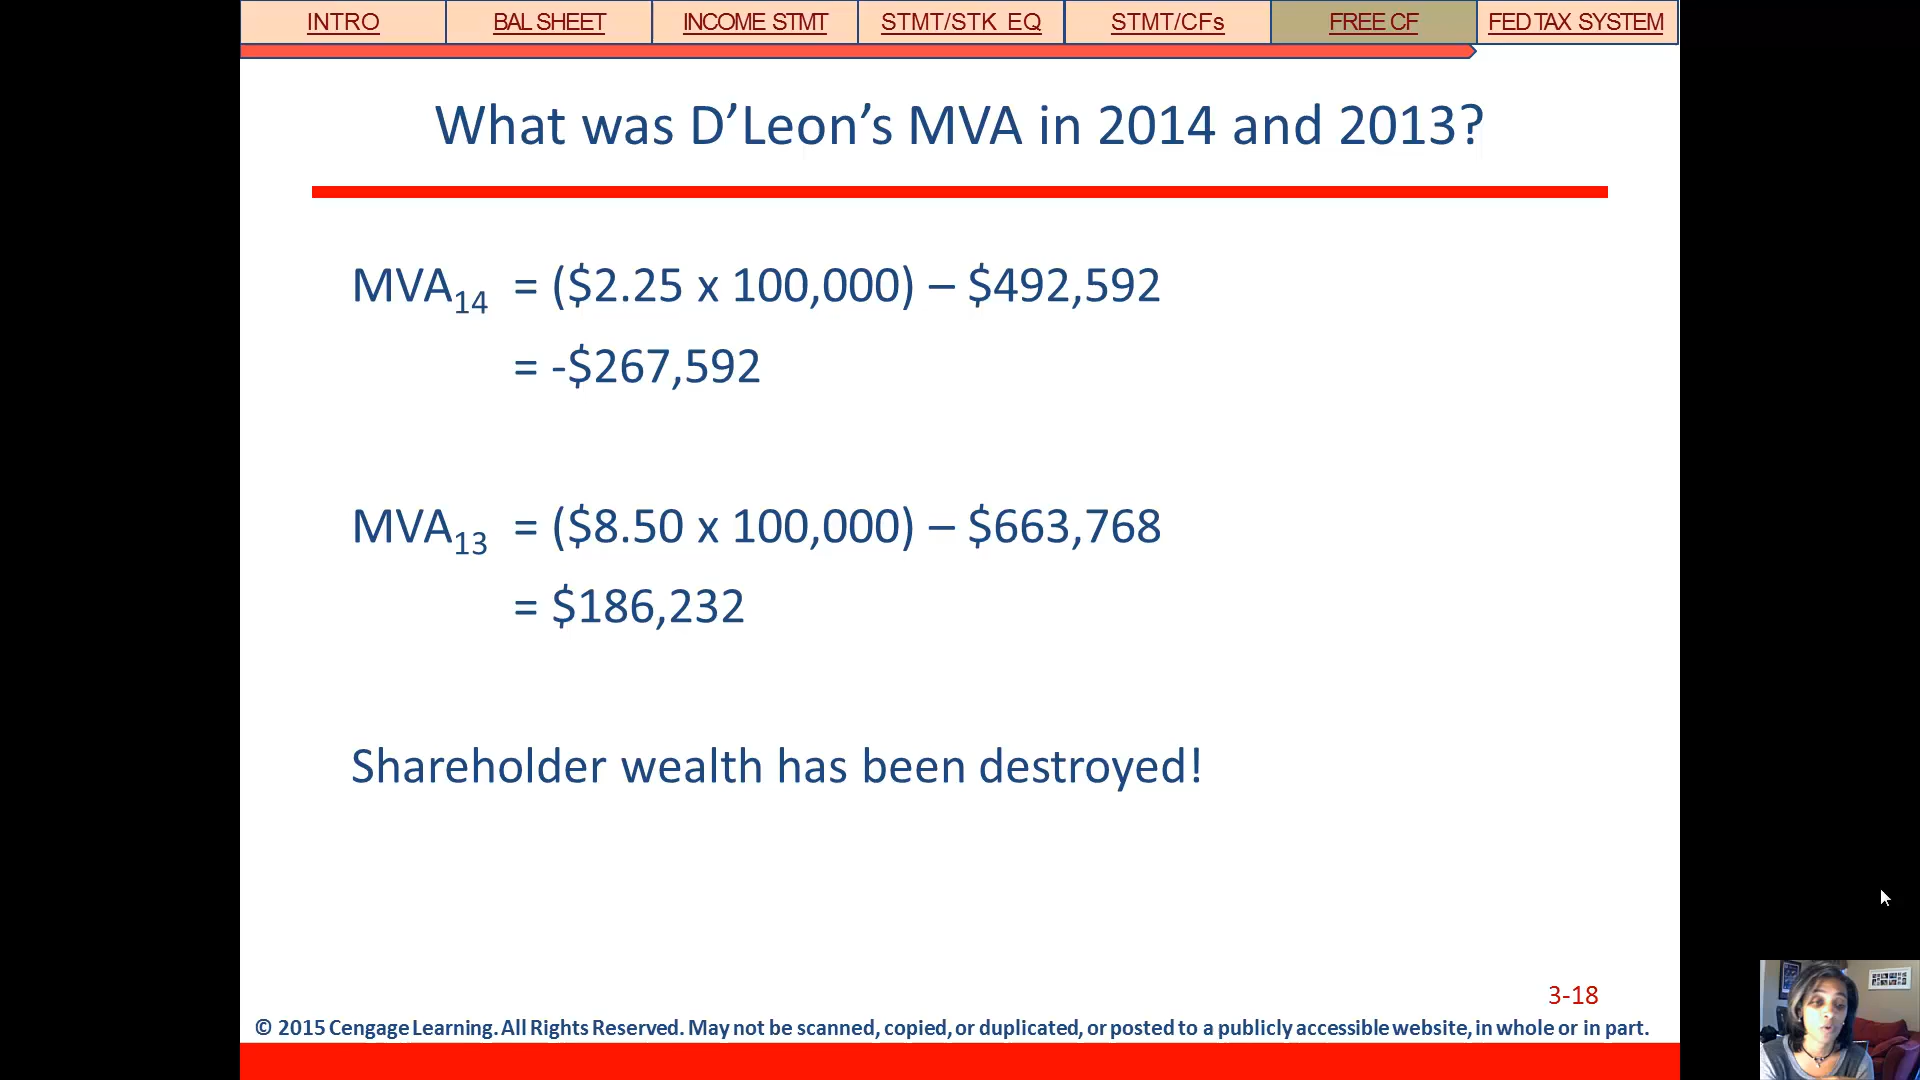 INTRO BAL SHEET INCOME STMT STMT/STK EQ STMT/CFs FREE CF FED TAX SYSTEM
What was D’Leon’s MVA in 2014 and 2013?
MVA14 = ($2.25 x 100,000) – $492,592
= -$267,592
MVA13 = ($8.50 x 100,000) – $663,768
= $186,232
Shareholder wealth has been destroyed!
3-18
© 2015 Cengage Learning. All Rights Reserved. May not be scanned, copied, or duplicated, or posted to a publicly accessible website, in whole or in part.